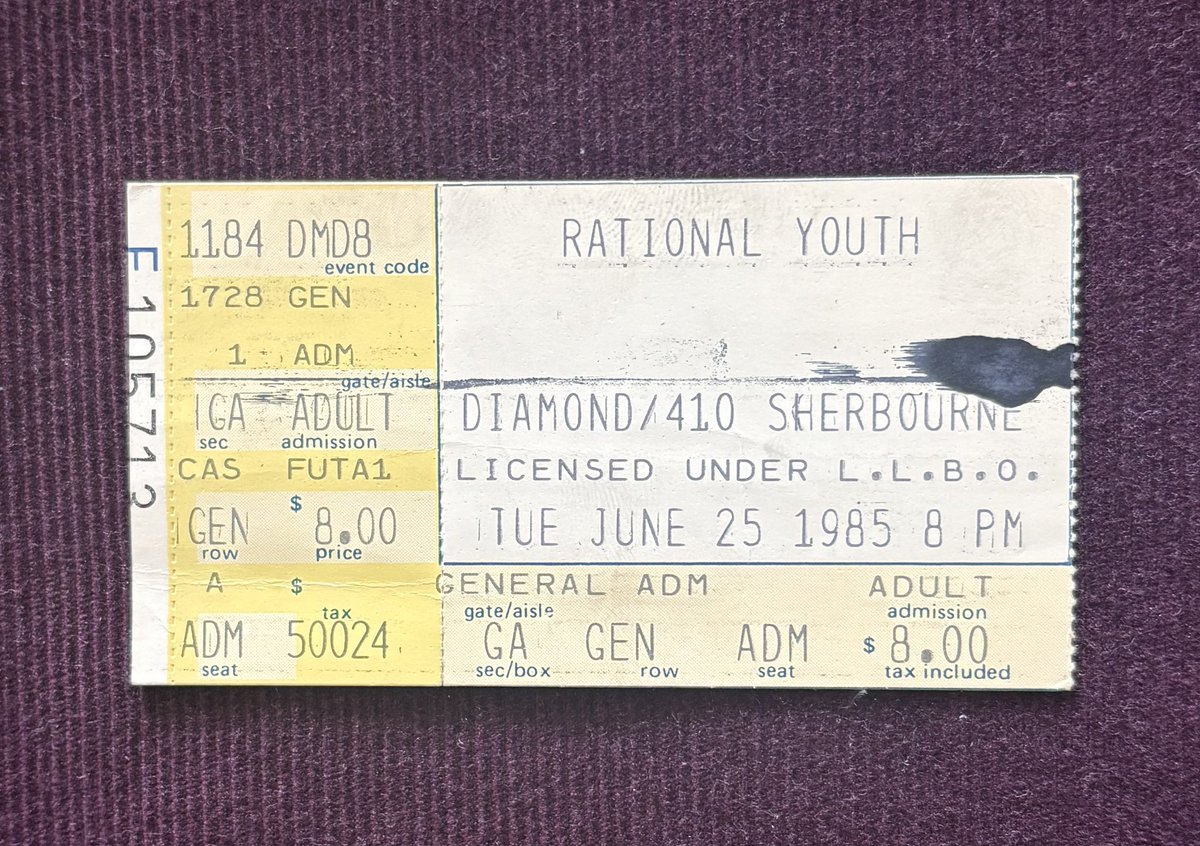 E 105713
1184 DMD8
event code
1728 GEN
1 ADM
gate/aisle
GA ADULT
sec admission
CAS FUTA1
$
GEN 8.00
row price
A $
tax
ADM 50024
seat
RATIONAL YOUTH
DIAMOND/410 SHERBOURNE
LICENSED UNDER L.L.B.O.
TUE JUNE 25 1985 8 PM
GENERAL ADM ADULT
gate/aisle admission
GA GEN ADM $ 8.00
sec/box row seat tax included